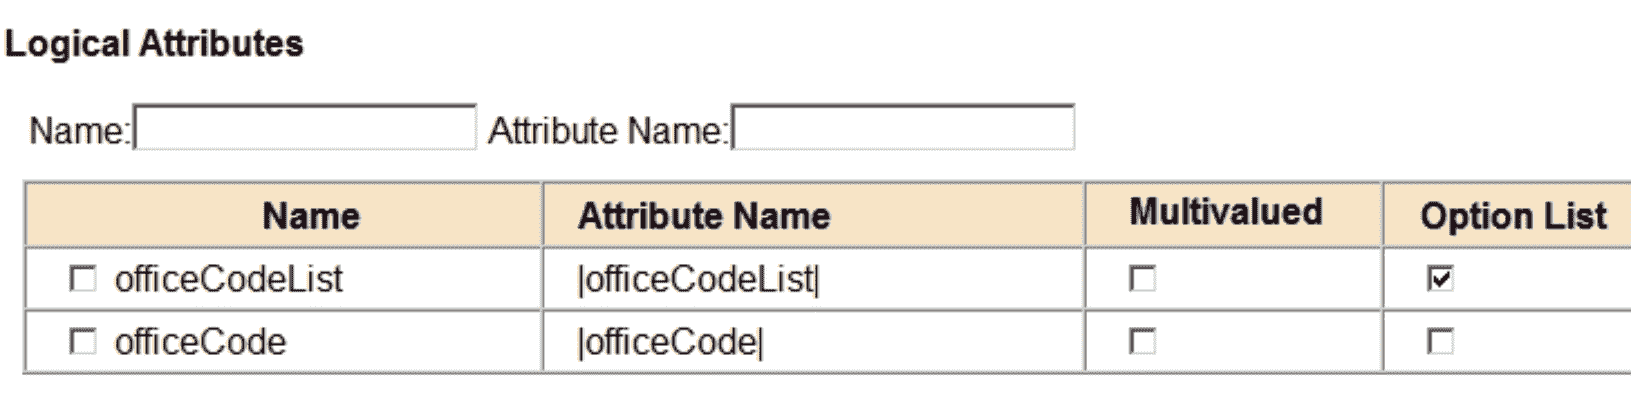 Logical Attributes
Name: Attribute Name:
Name Attribute Name Multivalued Option List
officeCodeList |officeCodeList|
officeCode |officeCode|